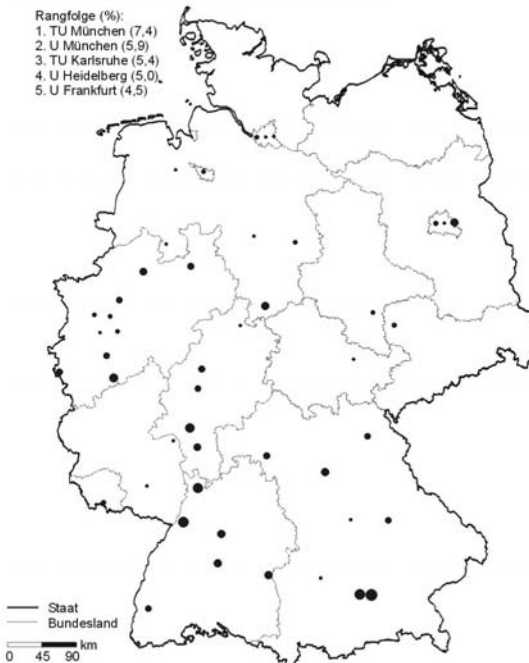 Rangfolge (%):
1. TU München (7,4)
2. U München (5,9)
3. TU Karlsruhe (5,4)
4. U Heidelberg (5,0)
5. U Frankfurt (4,5)
Staat
Bundesland
0 45 90 km